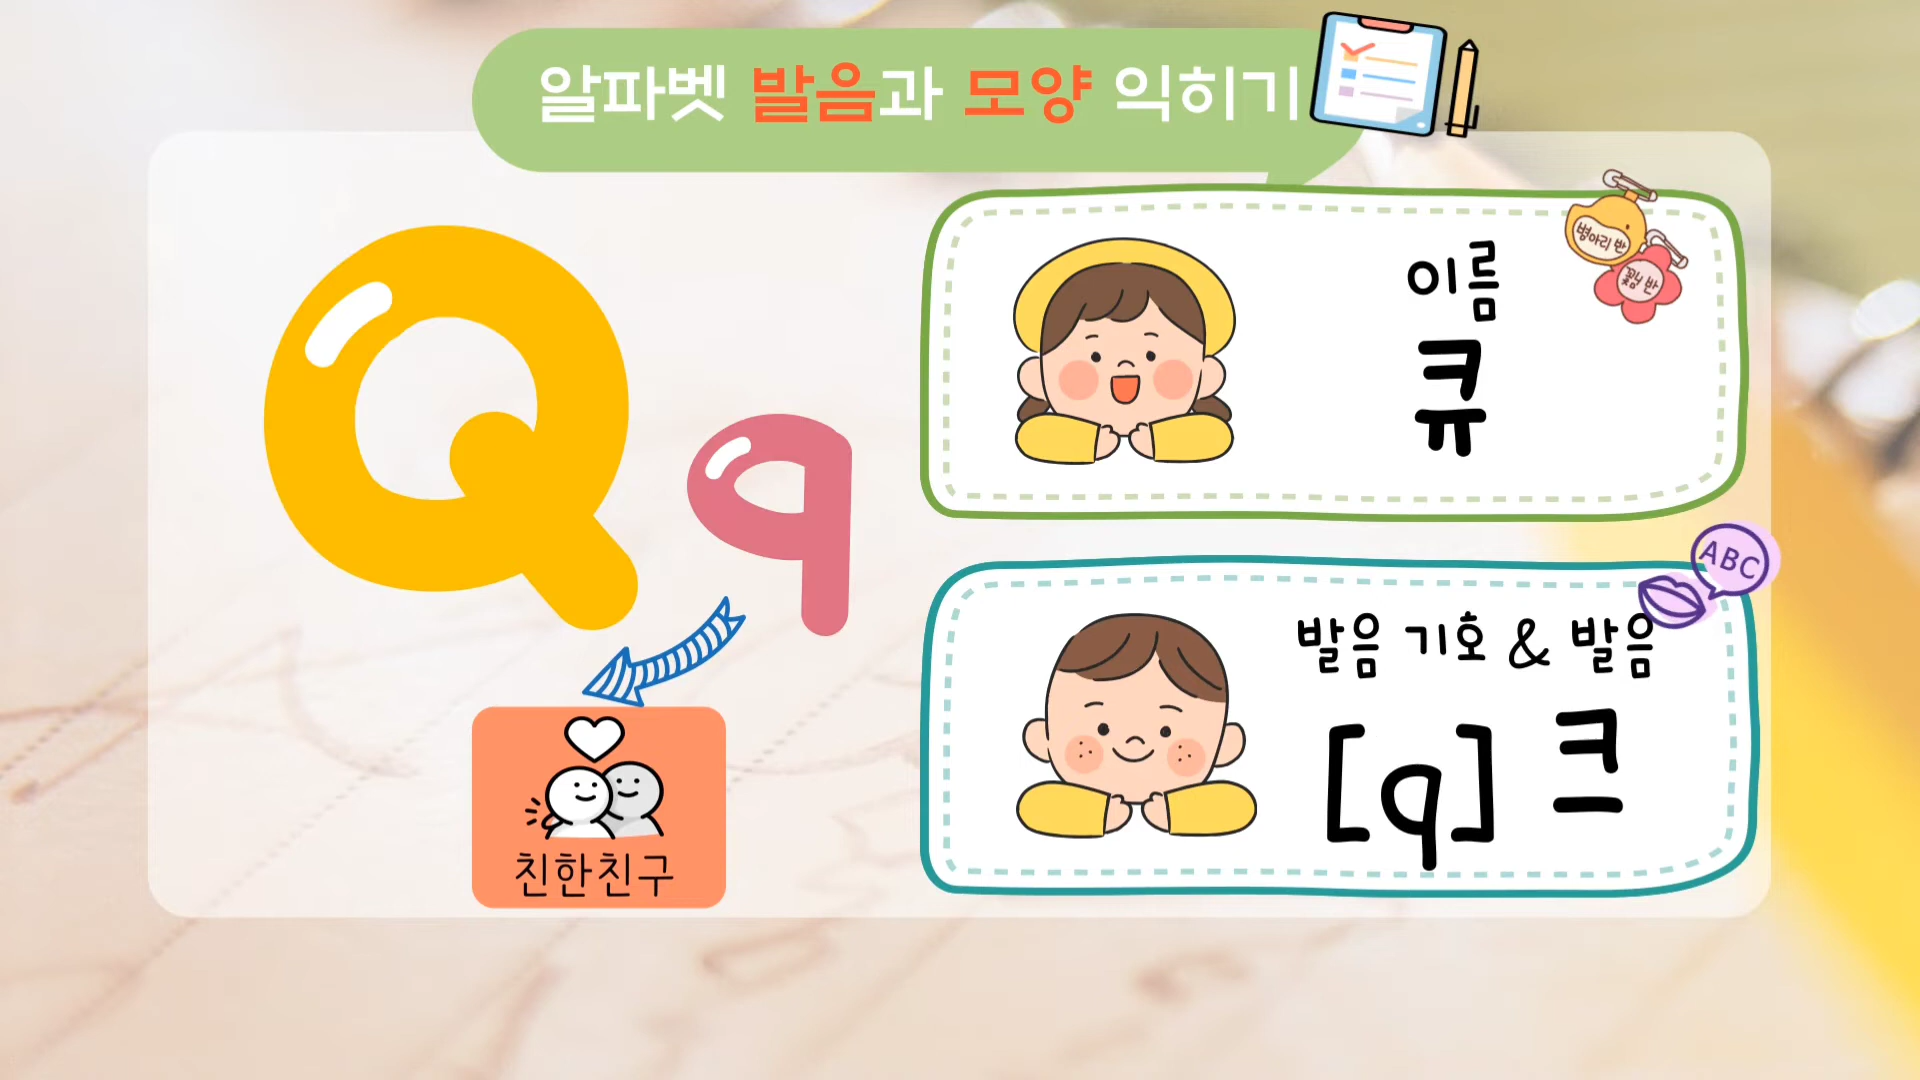 알파벳 발음과 모양 익히기
Qq
친한친구
이름
큐
병아리 반
꽃님 반
ABC
발음 기호 & 발음
[q] 크